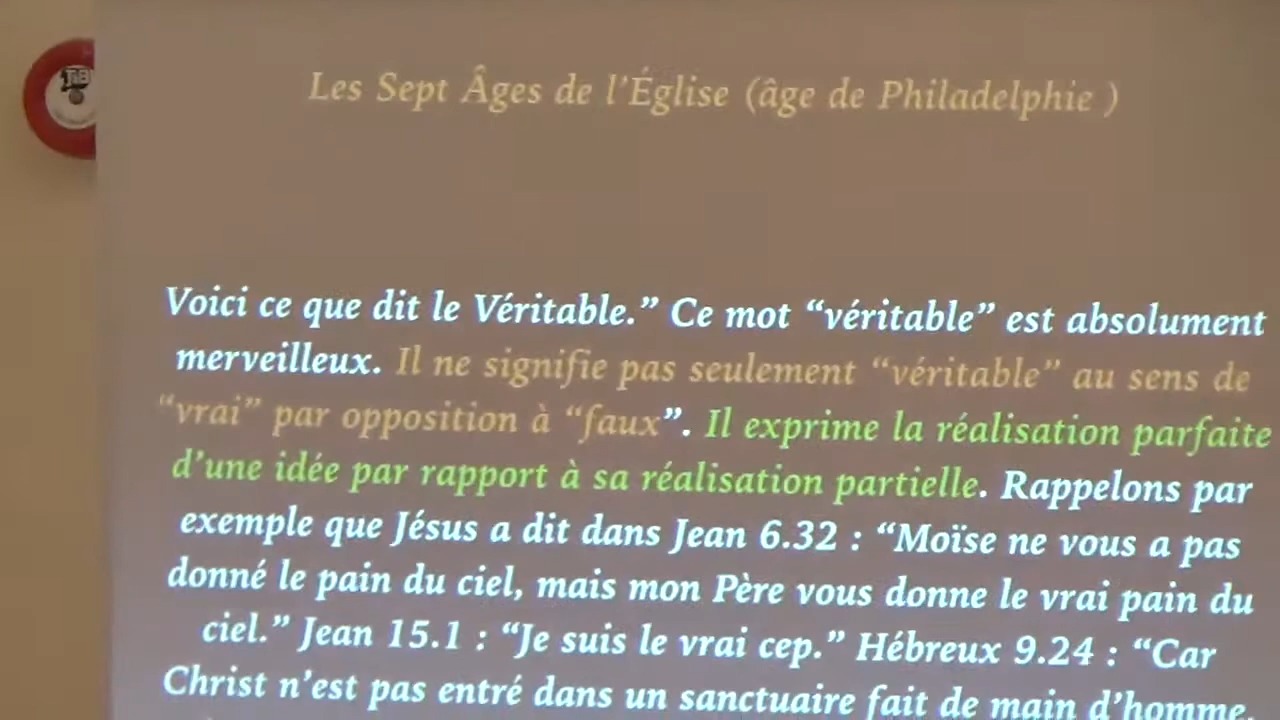 Les Sept Âges de l'Église (âge de Philadelphie )
Voici ce que dit le Véritable.” Ce mot “véritable” est absolument
merveilleux. Il ne signifie pas seulement “véritable” au sens de
“vrai” par opposition à “faux”. Il exprime la réalisation parfaite
d'une idée par rapport à sa réalisation partielle. Rappelons par
exemple que Jésus a dit dans Jean 6.32 : “Moïse ne vous a pas
donné le pain du ciel, mais mon Père vous donne le vrai pain du
ciel.” Jean 15.1 : “Je suis le vrai cep.” Hébreux 9.24 : “Car
Christ n'est pas entré dans un sanctuaire fait de main d'homme,